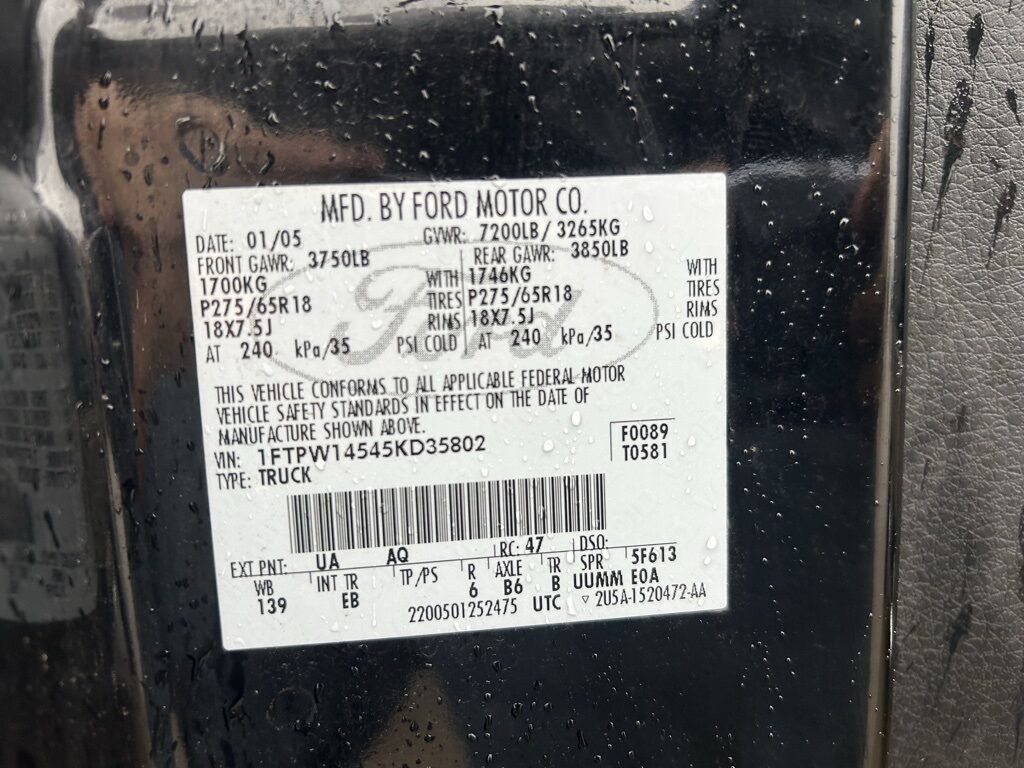 MFD. BY FORD MOTOR CO.
DATE: 01/05 GVWR: 7200LB/ 3265KG
FRONT GAWR: 3750LB REAR GAWR: 3850LB
1700KG WITH 1746KG WITH
P275/65R18 TIRES P275/65R18 TIRES
18X7.5J RIMS 18X7.5J RIMS
AT 240 kPa/35 PSI COLD AT 240 kPa/35 PSI COLD
Ford
THIS VEHICLE CONFORMS TO ALL APPLICABLE FEDERAL MOTOR
VEHICLE SAFETY STANDARDS IN EFFECT ON THE DATE OF
MANUFACTURE SHOWN ABOVE.
VIN: 1FTPW14545KD35802 F0089
TYPE: TRUCK T0581
EXT PNT: UA AQ RC: 47 DSO:
WB INT TR TP/PS R AXLE TR SPR 5F613
139 EB 6 B6 B UUMM E0A
2200501252475 UTC ▽ 2U5A-1520472-AA